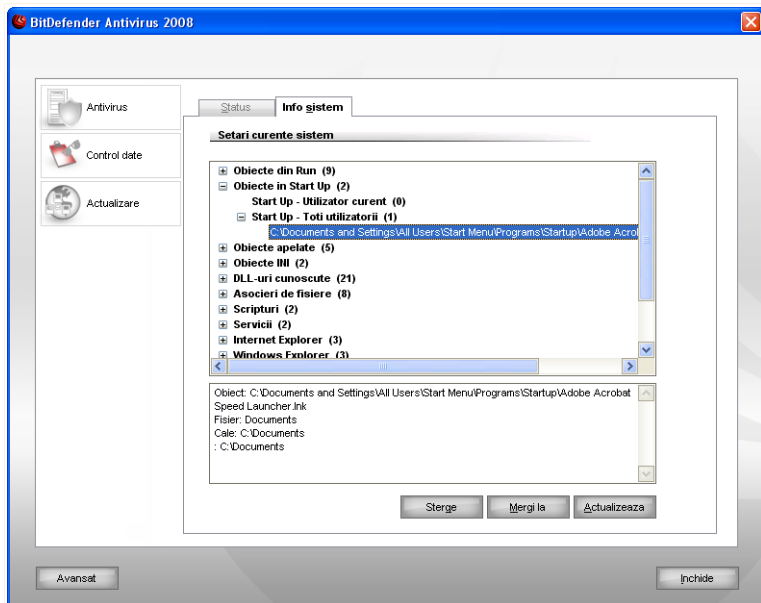 BitDefender Antivirus 2008
Antivirus
Control date
Actualizare
Status
Info sistem
Setari curente sistem
Obiecte din Run (9)
Obiecte in Start Up (2)
Start Up - Utilizator curent (0)
Start Up - Toti utilizatorii (1)
C:\Documents and Settings\All Users\Start Menu\Programs\Startup\Adobe Acrol
Obiecte apelate (5)
Obiecte INI (2)
DLL-uri cunoscute (21)
Asocieri de fisiere (8)
Scripturi (2)
Servicii (2)
Internet Explorer (3)
Windows Explorer (3)
Obiect: C:\Documents and Settings\All Users\Start Menu\Programs\Startup\Adobe Acrobat
Speed Launcher.lnk
Fisier: Documents
Cale: C:\Documents
: C:\Documents
Sterge
Mergi la
Actualizeaza
Avansat
Inchide